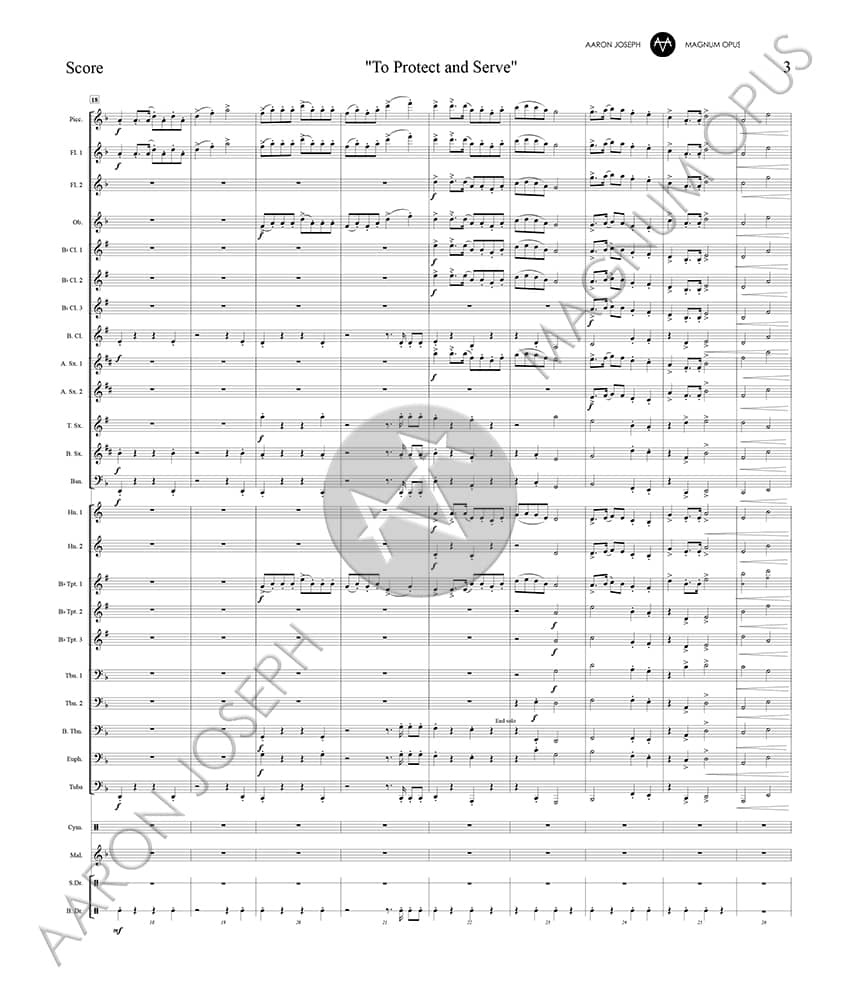 AARON JOSEPH MAGNUM OPUS
Score
"To Protect and Serve"
3
18
Picc.
f
Fl. 1
f
Fl. 2
f
Ob.
f
B♭ Cl. 1
f
B♭ Cl. 2
f
B♭ Cl. 3
f
B. Cl.
f
A. Sx. 1
f
A. Sx. 2
f
T. Sx.
f
B. Sx.
f
Bsn.
f
Hn. 1
f
Hn. 2
f
B♭ Tpt. 1
f
B♭ Tpt. 2
f
B♭ Tpt. 3
f
Tbn. 1
f
Tbn. 2
f
End solo
B. Tbn.
f
Euph.
f
Tuba
f
Cym.
Mal.
S.Dr.
B. Dr.
mf
18 19 20 21 22 23 24 25 26
AARON JOSEPH
MAGNUM OPUS